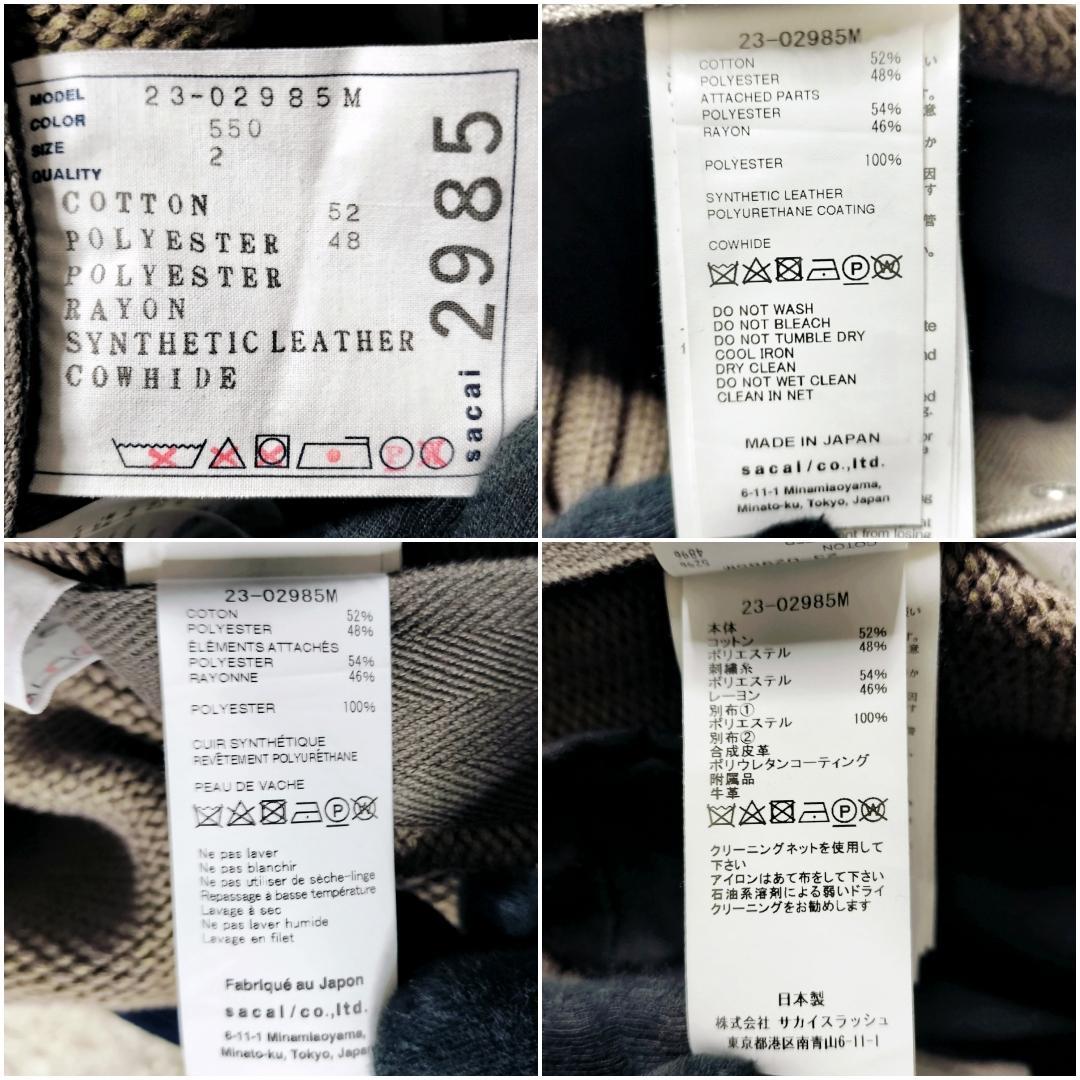 MODEL 23-02985M
COLOR 550
SIZE 2
QUALITY
COTTON 52
POLYESTER 48
POLYESTER
RAYON
SYNTHETIC LEATHER
COWHIDE
2985
sacai
23-02985M
COTTON 52%
POLYESTER 48%
ATTACHED PARTS
POLYESTER 54%
RAYON 46%
POLYESTER 100%
SYNTHETIC LEATHER
POLYURETHANE COATING
COWHIDE
P W
DO NOT WASH
DO NOT BLEACH
DO NOT TUMBLE DRY
COOL IRON
DRY CLEAN
DO NOT WET CLEAN
CLEAN IN NET
MADE IN JAPAN
sacai/co.,ltd.
6-11-1 Minamiaoyama,
Minato-ku, Tokyo, Japan
from losing
23-02985M
COTON 52%
POLYESTER 48%
ÉLÉMENTS ATTACHÉS
POLYESTER 54%
RAYONNE 46%
POLYESTER 100%
CUIR SYNTHÉTIQUE
REVÊTEMENT POLYURÉTHANE
PEAU DE VACHE
P W
Ne pas laver
Ne pas blanchir
Ne pas utiliser de sèche-linge
Repassage à basse température
Lavage à sec
Ne pas laver humide
Lavage en filet
Fabriqué au Japon
sacai/co.,ltd.
6-11-1 Minamiaoyama,
Minato-ku, Tokyo, Japan
COTTON 52%
48%
23-02985M
本体
コットン 52%
ポリエステル 48%
刺繍糸
ポリエステル 54%
レーヨン 46%
別布①
ポリエステル 100%
別布②
合成皮革
ポリウレタンコーティング
附属品
牛革
P W
クリーニングネットを使用して
下さい
アイロンはあて布をして下さい
石油系溶剤による弱いドライ
クリーニングをお勧めします
日本製
株式会社 サカイスラッシュ
東京都港区南青山6-11-1